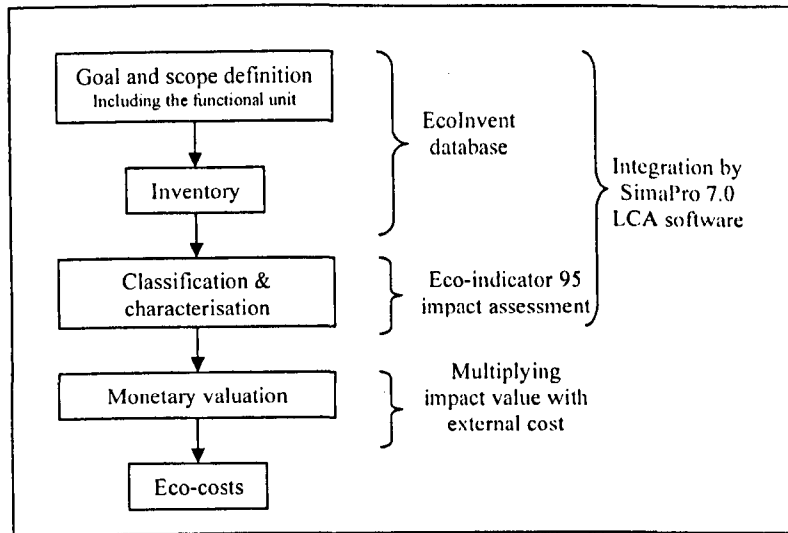 Goal and scope definition
Including the functional unit
Inventory
Classification &
characterisation
Monetary valuation
Eco-costs
EcoInvent
database
Eco-indicator 95
impact assessment
Multiplying
impact value with
external cost
Integration by
SimaPro 7.0
LCA software